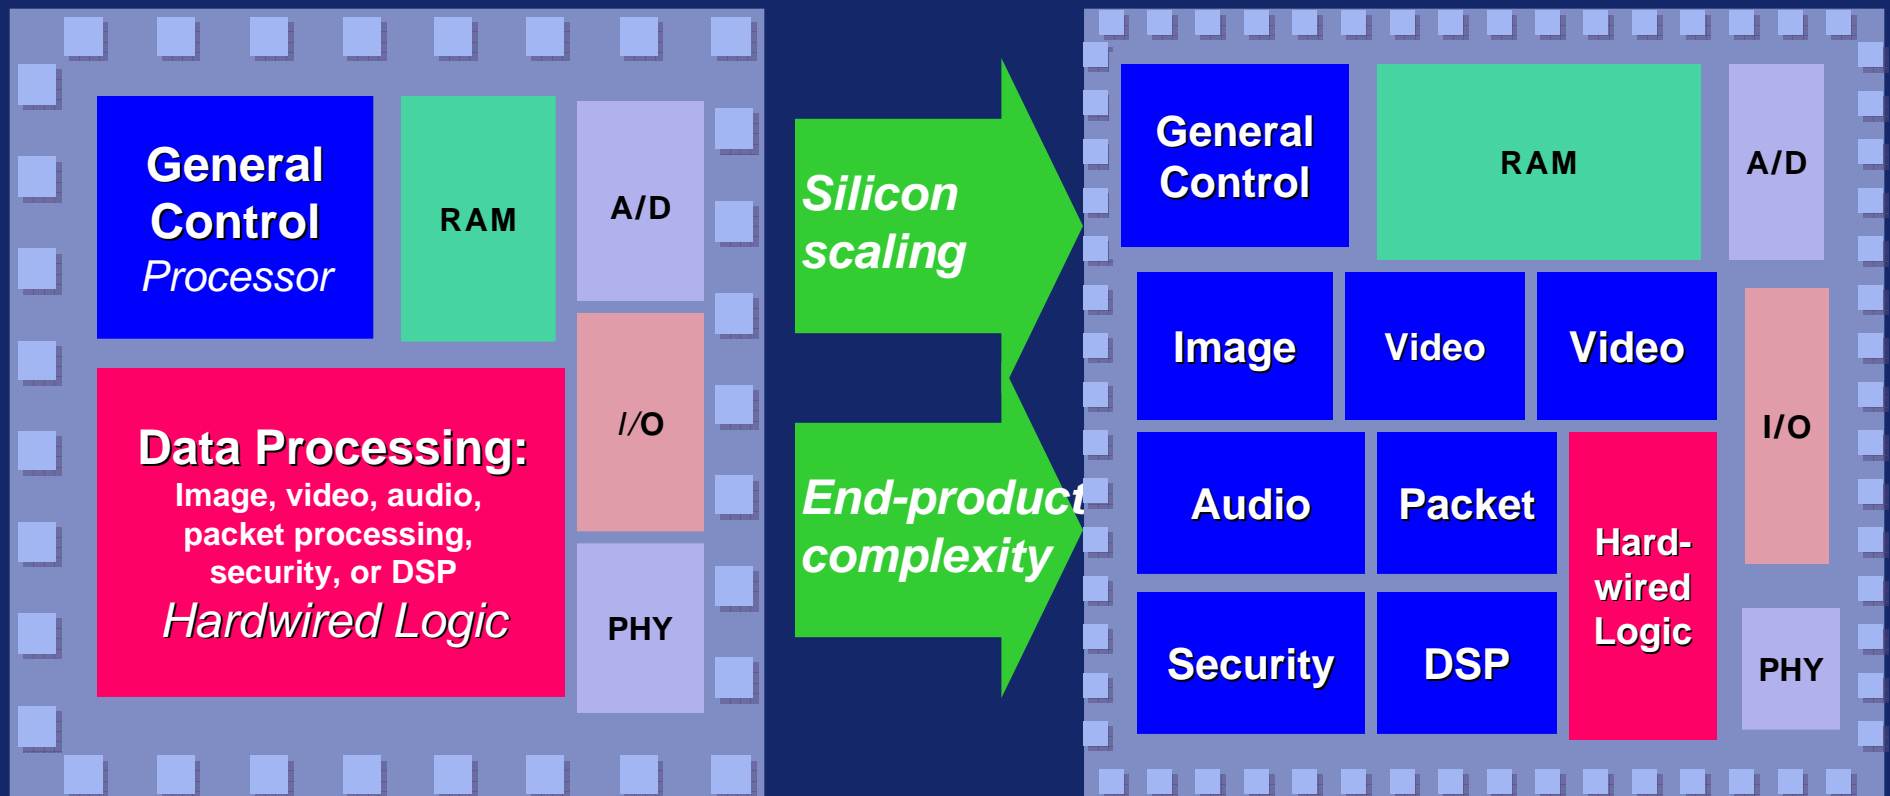 General
Control
Processor
RAM
A/D
I/O
Data Processing:
Image, video, audio,
packet processing,
security, or DSP
Hardwired Logic
PHY
Silicon
scaling
End-product
complexity
General
Control
RAM
A/D
Image
Video
Video
I/O
Audio
Packet
Hard-
wired
Logic
Security
DSP
PHY